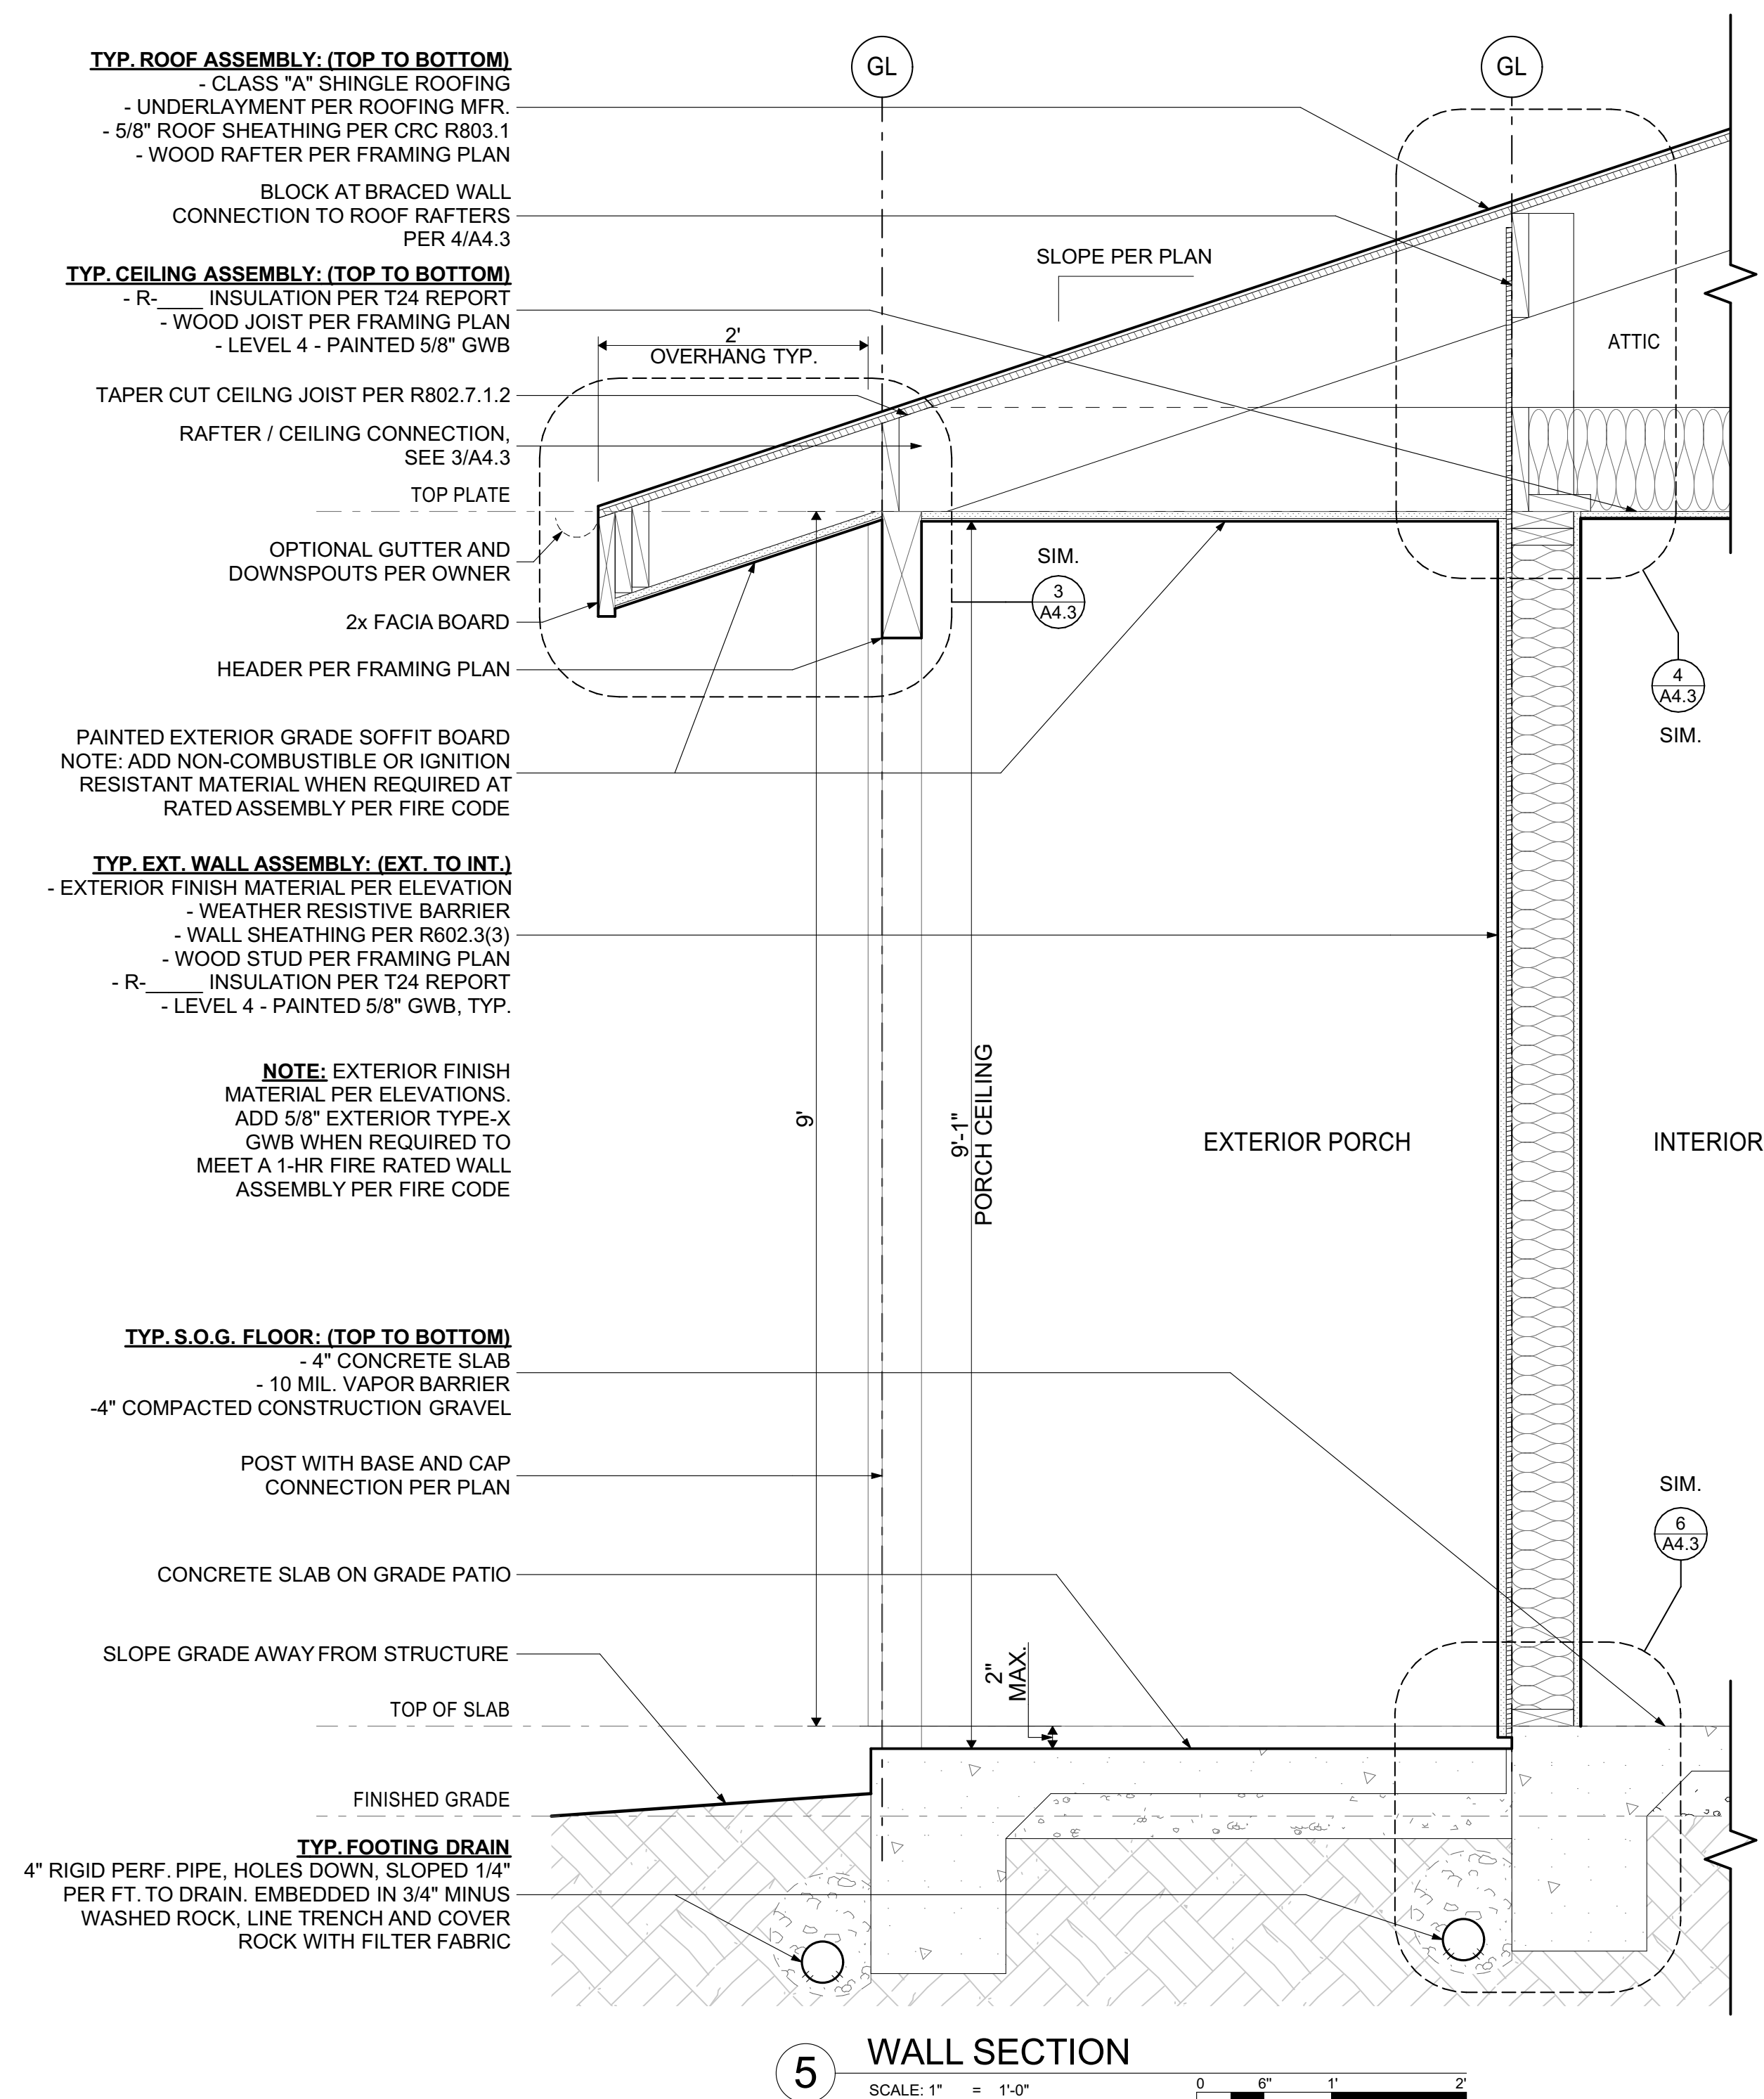 GL
GL
TYP. ROOF ASSEMBLY: (TOP TO BOTTOM)
- CLASS "A" SHINGLE ROOFING
- UNDERLAYMENT PER ROOFING MFR.
- 5/8" ROOF SHEATHING PER CRC R803.1
- WOOD RAFTER PER FRAMING PLAN
BLOCK AT BRACED WALL
CONNECTION TO ROOF RAFTERS
PER 4/A4.3
TYP. CEILING ASSEMBLY: (TOP TO BOTTOM)
- R-____ INSULATION PER T24 REPORT
- WOOD JOIST PER FRAMING PLAN
- LEVEL 4 - PAINTED 5/8" GWB
SLOPE PER PLAN
ATTIC
2'
OVERHANG TYP.
TAPER CUT CEILNG JOIST PER R802.7.1.2
RAFTER / CEILING CONNECTION,
SEE 3/A4.3
TOP PLATE
OPTIONAL GUTTER AND
DOWNSPOUTS PER OWNER
2x FACIA BOARD
HEADER PER FRAMING PLAN
SIM.
3
A4.3
4
A4.3
SIM.
PAINTED EXTERIOR GRADE SOFFIT BOARD
NOTE: ADD NON-COMBUSTIBLE OR IGNITION
RESISTANT MATERIAL WHEN REQUIRED AT
RATED ASSEMBLY PER FIRE CODE
TYP. EXT. WALL ASSEMBLY: (EXT. TO INT.)
- EXTERIOR FINISH MATERIAL PER ELEVATION
- WEATHER RESISTIVE BARRIER
- WALL SHEATHING PER R602.3(3)
- WOOD STUD PER FRAMING PLAN
- R-_____ INSULATION PER T24 REPORT
- LEVEL 4 - PAINTED 5/8" GWB, TYP.
NOTE: EXTERIOR FINISH
MATERIAL PER ELEVATIONS.
ADD 5/8" EXTERIOR TYPE-X
GWB WHEN REQUIRED TO
MEET A 1-HR FIRE RATED WALL
ASSEMBLY PER FIRE CODE
9'
9'-1"
PORCH CEILING
EXTERIOR PORCH
INTERIOR
TYP. S.O.G. FLOOR: (TOP TO BOTTOM)
- 4" CONCRETE SLAB
- 10 MIL. VAPOR BARRIER
-4" COMPACTED CONSTRUCTION GRAVEL
POST WITH BASE AND CAP
CONNECTION PER PLAN
SIM.
6
A4.3
CONCRETE SLAB ON GRADE PATIO
SLOPE GRADE AWAY FROM STRUCTURE
2"
MAX.
TOP OF SLAB
FINISHED GRADE
TYP. FOOTING DRAIN
4" RIGID PERF. PIPE, HOLES DOWN, SLOPED 1/4"
PER FT. TO DRAIN. EMBEDDED IN 3/4" MINUS
WASHED ROCK, LINE TRENCH AND COVER
ROCK WITH FILTER FABRIC
5
WALL SECTION
SCALE: 1" = 1'-0"
0 6" 1' 2'